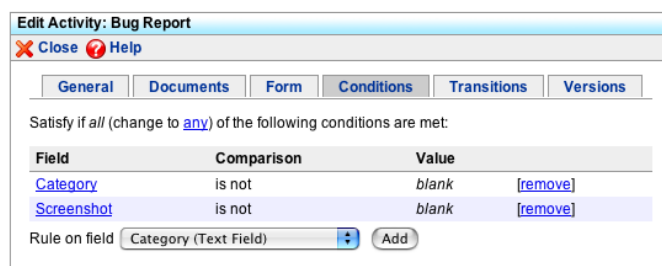 Edit Activity: Bug Report
Close Help
General Documents Form Conditions Transitions Versions
Satisfy if all (change to any) of the following conditions are met:
Field Comparison Value
Category is not blank [remove]
Screenshot is not blank [remove]
Rule on field Category (Text Field) Add